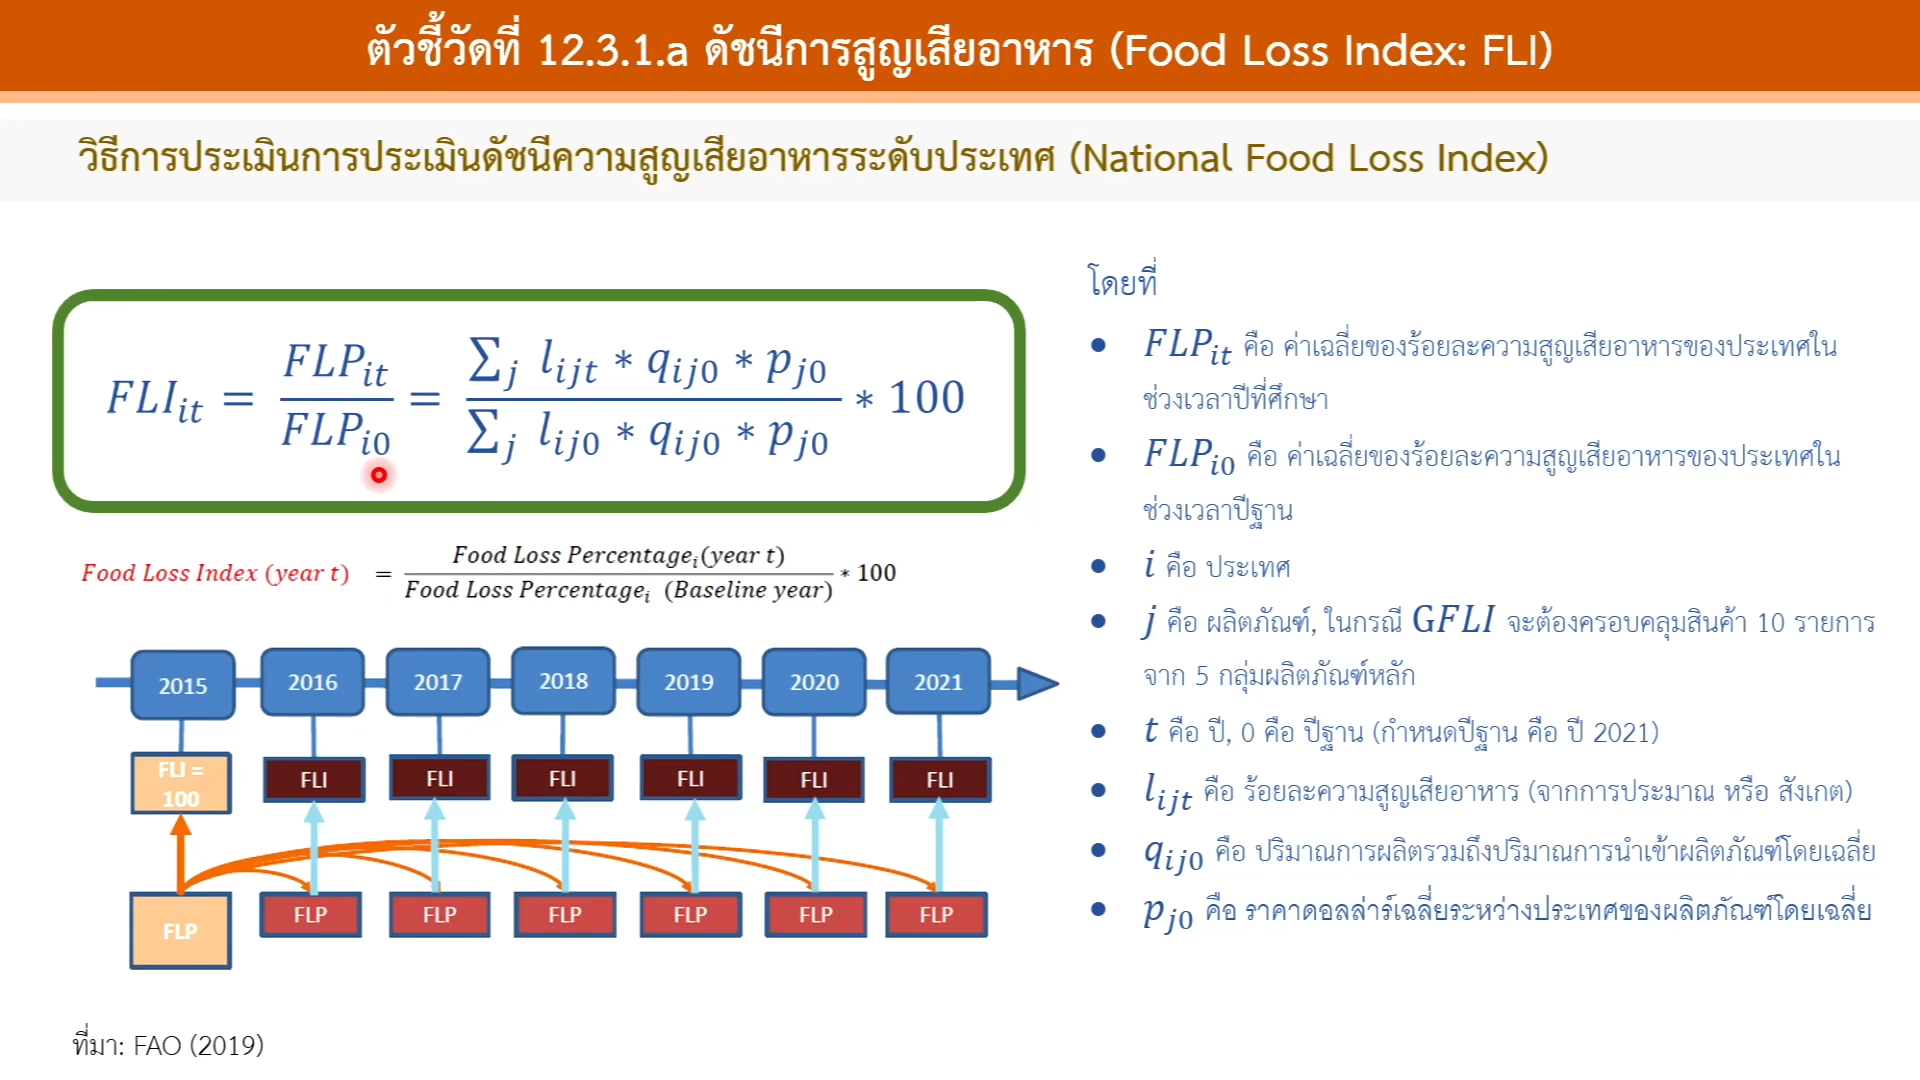 ตัวชี้วัดที่ 12.3.1.a ดัชนีการสูญเสียอาหาร (Food Loss Index: FLI)
วิธีการประเมินการประเมินดัชนีความสูญเสียอาหารระดับประเทศ (National Food Loss Index)
FLI_it = FLP_it / FLP_i0 = ∑_j l_ijt * q_ij0 * p_j0 / ∑_j l_ij0 * q_ij0 * p_j0 * 100
Food Loss Index (year t) = Food Loss Percentage_i (year t) / Food Loss Percentage_i (Baseline year) * 100
2015 2016 2017 2018 2019 2020 2021
FLI = 100 FLI FLI FLI FLI FLI FLI
FLP FLP FLP FLP FLP FLP FLP
ที่มา: FAO (2019)
โดยที่
• FLP_it คือ ค่าเฉลี่ยของร้อยละความสูญเสียอาหารของประเทศใน
ช่วงเวลาปีที่ศึกษา
• FLP_i0 คือ ค่าเฉลี่ยของร้อยละความสูญเสียอาหารของประเทศใน
ช่วงเวลาปีฐาน
• i คือ ประเทศ
• j คือ ผลิตภัณฑ์, ในกรณี GFLI จะต้องครอบคลุมสินค้า 10 รายการ
จาก 5 กลุ่มผลิตภัณฑ์หลัก
• t คือ ปี, 0 คือ ปีฐาน (กำหนดปีฐาน คือ ปี 2021)
• l_ijt คือ ร้อยละความสูญเสียอาหาร (จากการประมาณ หรือ สังเกต)
• q_ij0 คือ ปริมาณการผลิตรวมถึงปริมาณการนำเข้าผลิตภัณฑ์โดยเฉลี่ย
• p_j0 คือ ราคาดอลล่าร์เฉลี่ยระหว่างประเทศของผลิตภัณฑ์โดยเฉลี่ย